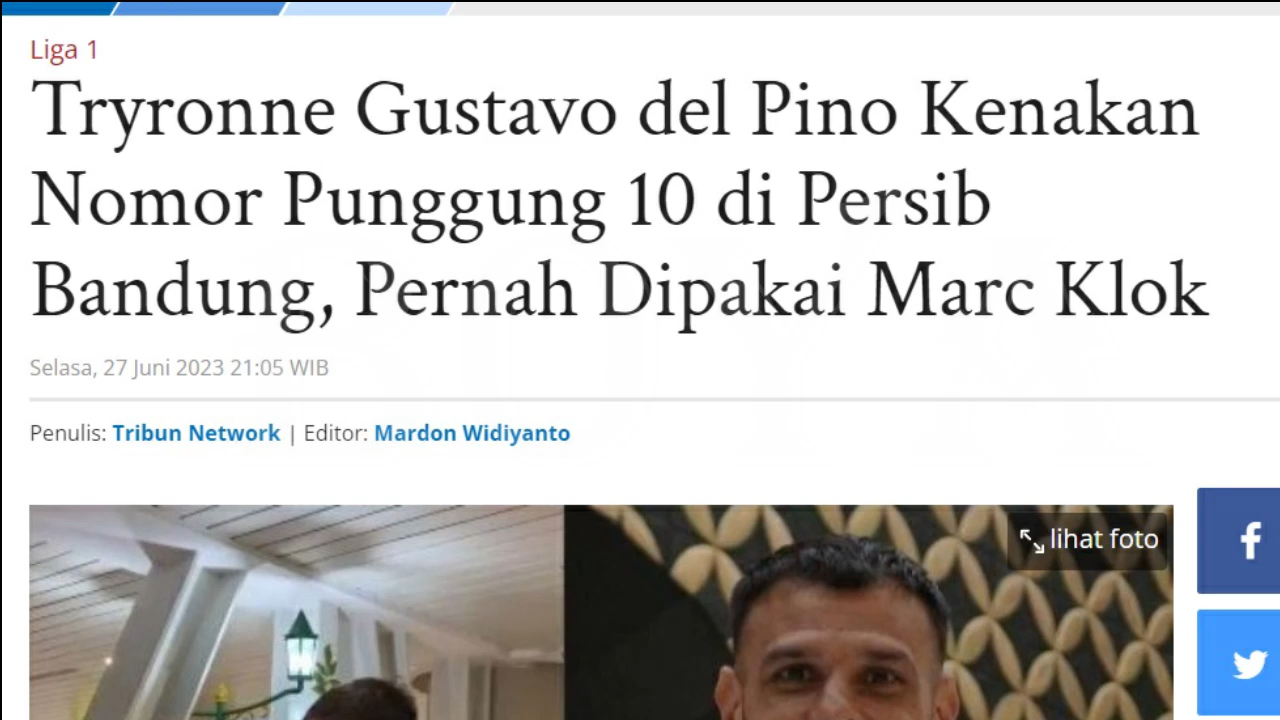 Liga 1
Tryronne Gustavo del Pino Kenakan
Nomor Punggung 10 di Persib
Bandung, Pernah Dipakai Marc Klok
Selasa, 27 Juni 2023 21:05 WIB
Penulis: Tribun Network | Editor: Mardon Widiyanto
lihat foto